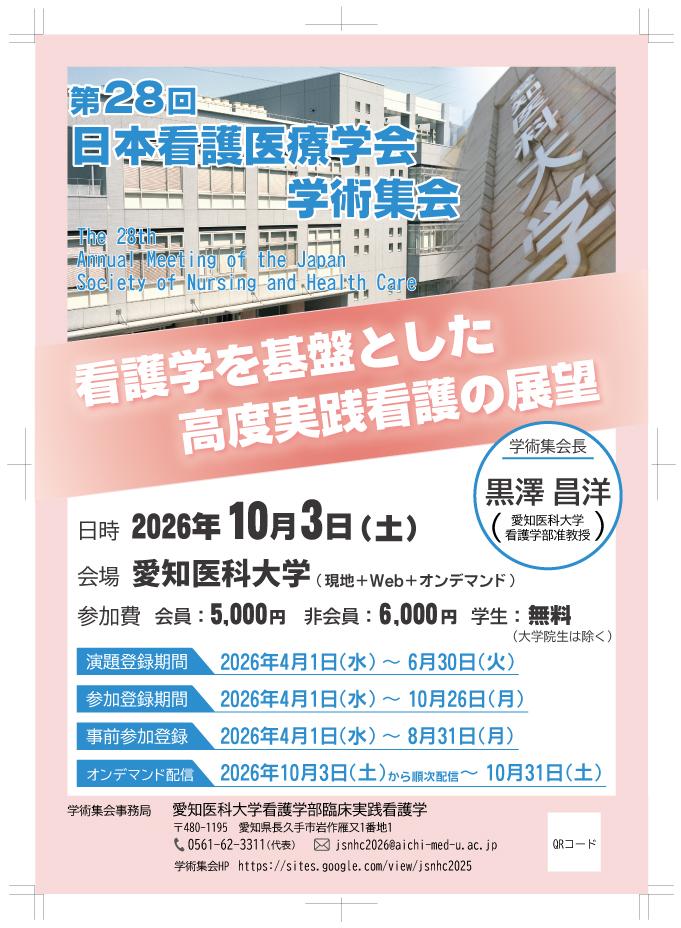 第28回
日本看護医療学会
学術集会
The 28th
Annual Meeting of the Japan
Society of Nursing and Health Care
愛知医科大学
看護学を基盤とした
高度実践看護の展望
学術集会長
黒澤 昌洋
（愛知医科大学
看護学部准教授）
日時 2026年 10月3日（土）
会場 愛知医科大学（現地＋Web＋オンデマンド）
参加費 会員：5,000円 非会員：6,000円 学生：無料
（大学院生は除く）
演題登録期間 2026年4月1日（水）～ 6月30日（火）
参加登録期間 2026年4月1日（水）～ 10月26日（月）
事前参加登録 2026年4月1日（水）～ 8月31日（月）
オンデマンド配信 2026年10月3日（土）から順次配信～ 10月31日（土）
学術集会事務局 愛知医科大学看護学部臨床実践看護学
〒480-1195 愛知県長久手市岩作雁又1番地1
0561-62-3311（代表） jsnhc2026@aichi-med-u.ac.jp
学術集会HP https://sites.google.com/view/jsnhc2025
QRコード